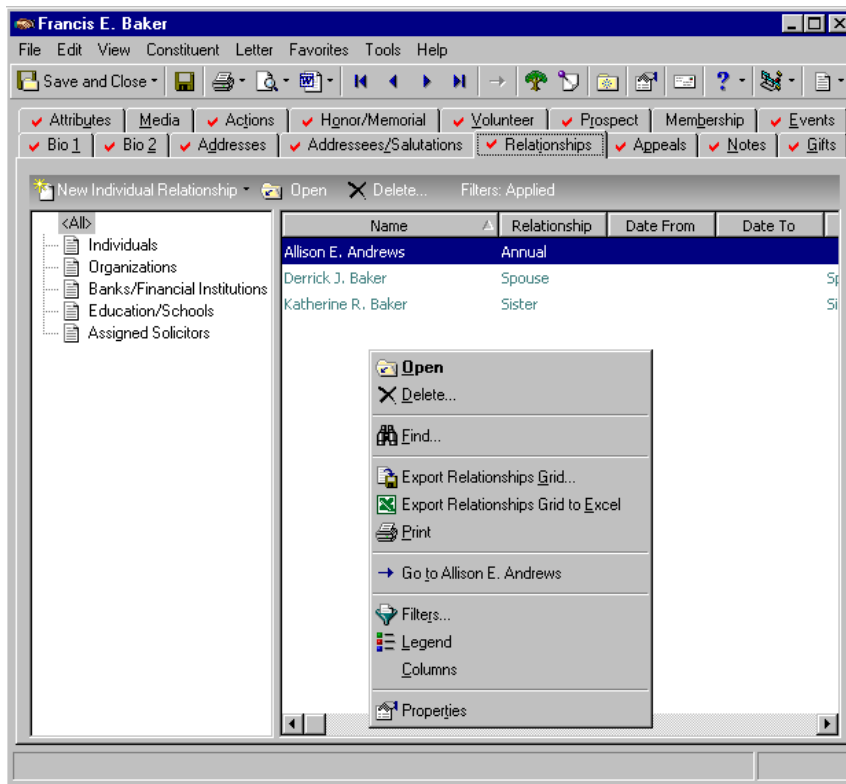 Francis E. Baker
File Edit View Constituent Letter Favorites Tools Help
Save and Close
Attributes Media Actions Honor/Memorial Volunteer Prospect Membership Events
Bio 1 Bio 2 Addresses Addressees/Salutations Relationships Appeals Notes Gifts
New Individual Relationship Open Delete... Filters: Applied
<All>
Individuals
Organizations
Banks/Financial Institutions
Education/Schools
Assigned Solicitors
Name Relationship Date From Date To
Allison E. Andrews Annual
Derrick J. Baker Spouse Sp
Katherine R. Baker Sister Si
Open
Delete...
Find...
Export Relationships Grid...
Export Relationships Grid to Excel
Print
Go to Allison E. Andrews
Filters...
Legend
Columns
Properties